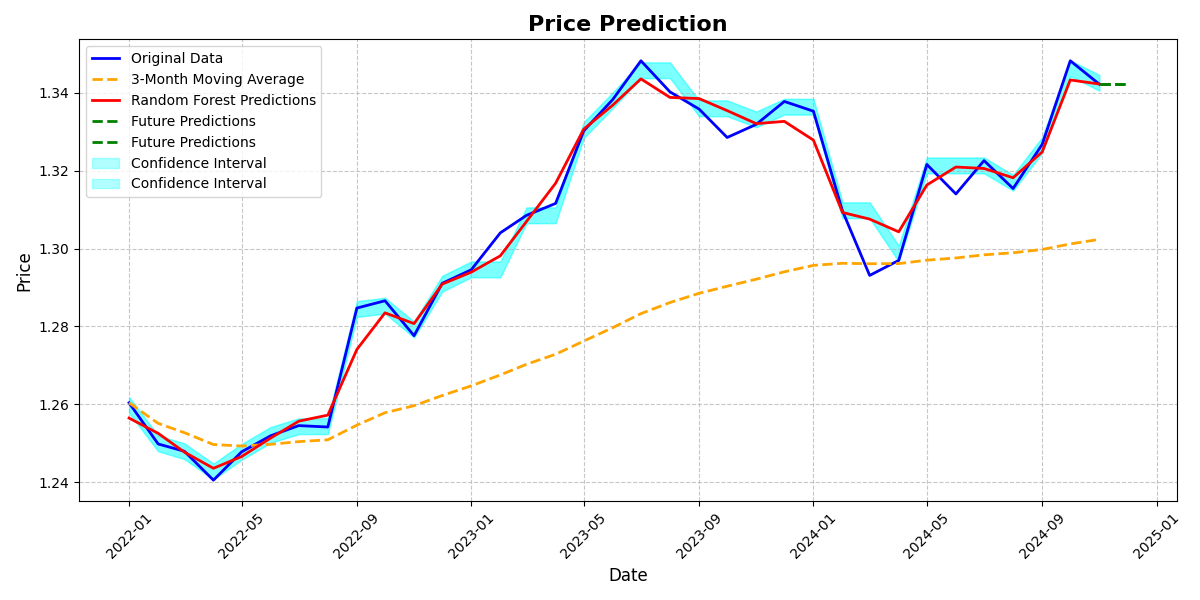 Price Prediction
Original Data
3-Month Moving Average
Random Forest Predictions
Future Predictions
Future Predictions
Confidence Interval
Confidence Interval
Price
1.34
1.32
1.30
1.28
1.26
1.24
2022-01
2022-05
2022-09
2023-01
2023-05
2023-09
2024-01
2024-05
2024-09
2025-01
Date